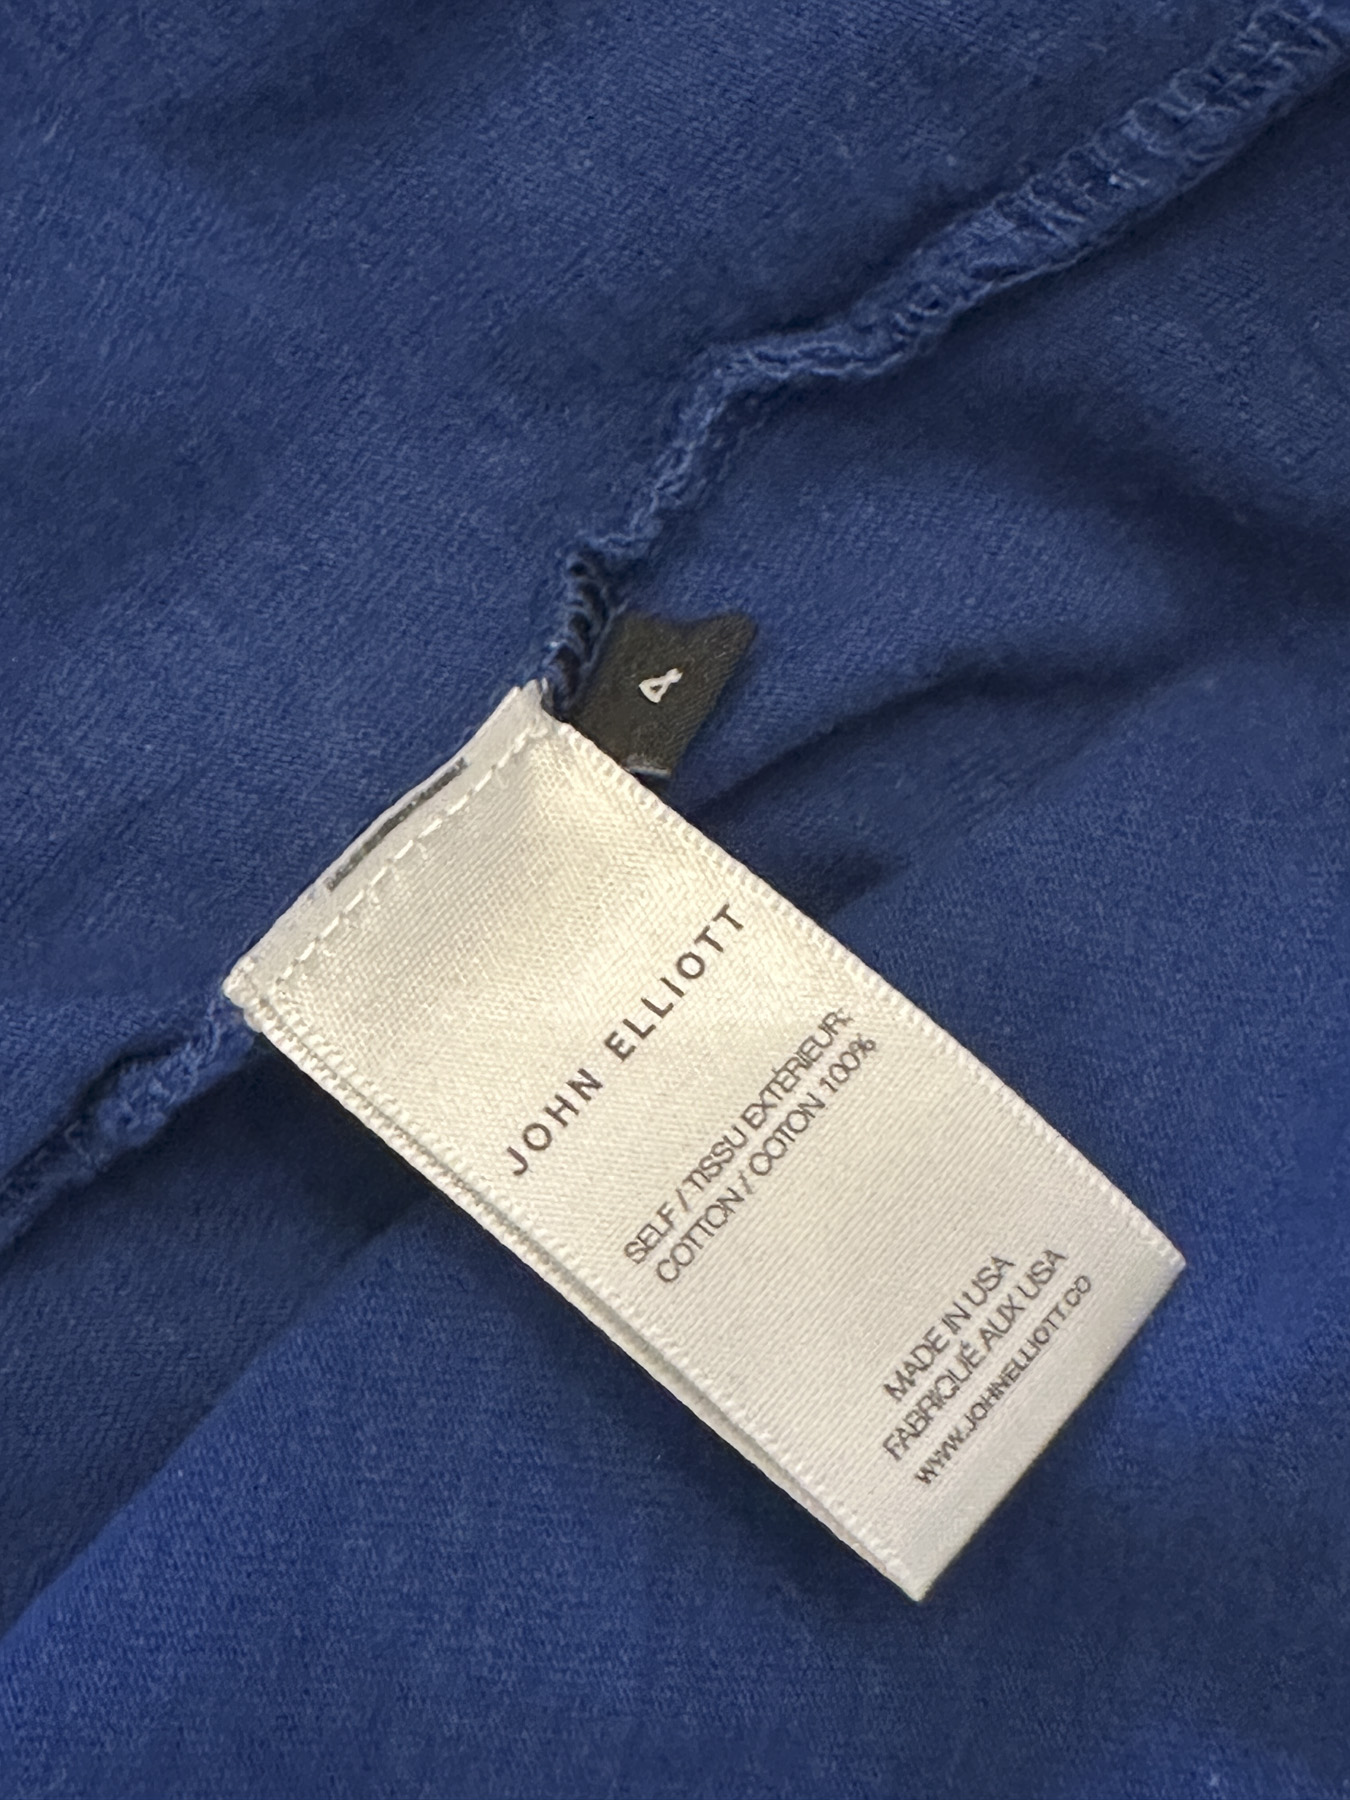 4
JOHN ELLIOTT
SELF / TISSU EXTÉRIEUR:
COTTON / COTON 100%
MADE IN USA
FABRIQUÉ AUX USA
WWW.JOHNELLIOTT.CO